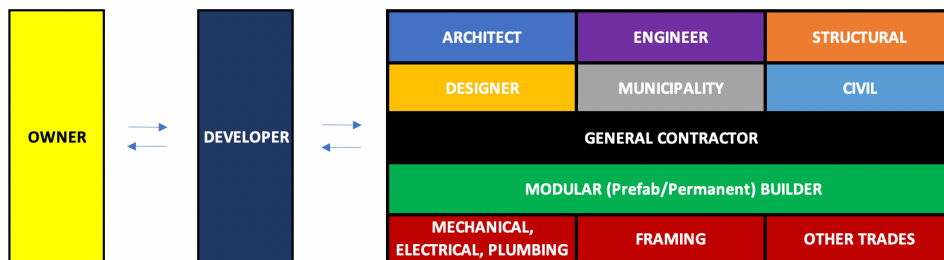 OWNER
DEVELOPER
ARCHITECT
ENGINEER
STRUCTURAL
DESIGNER
MUNICIPALITY
CIVIL
GENERAL CONTRACTOR
MODULAR (Prefab/Permanent) BUILDER
MECHANICAL,
ELECTRICAL, PLUMBING
FRAMING
OTHER TRADES